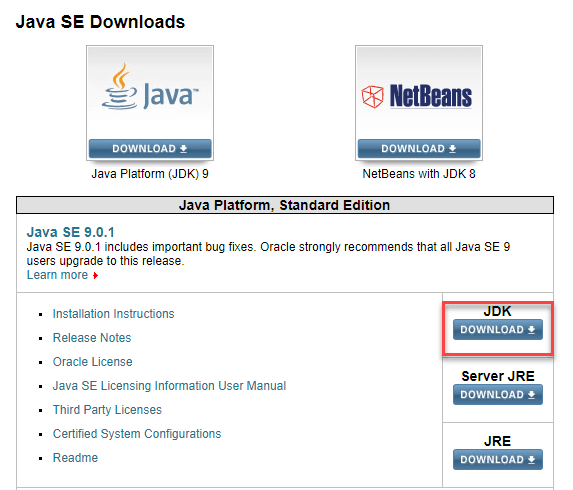 Java SE Downloads
Java™
NetBeans
DOWNLOAD
DOWNLOAD
Java Platform (JDK) 9
NetBeans with JDK 8
Java Platform, Standard Edition
Java SE 9.0.1
Java SE 9.0.1 includes important bug fixes. Oracle strongly recommends that all Java SE 9
users upgrade to this release.
Learn more
Installation Instructions
Release Notes
Oracle License
Java SE Licensing Information User Manual
Third Party Licenses
Certified System Configurations
Readme
JDK
DOWNLOAD
Server JRE
DOWNLOAD
JRE
DOWNLOAD